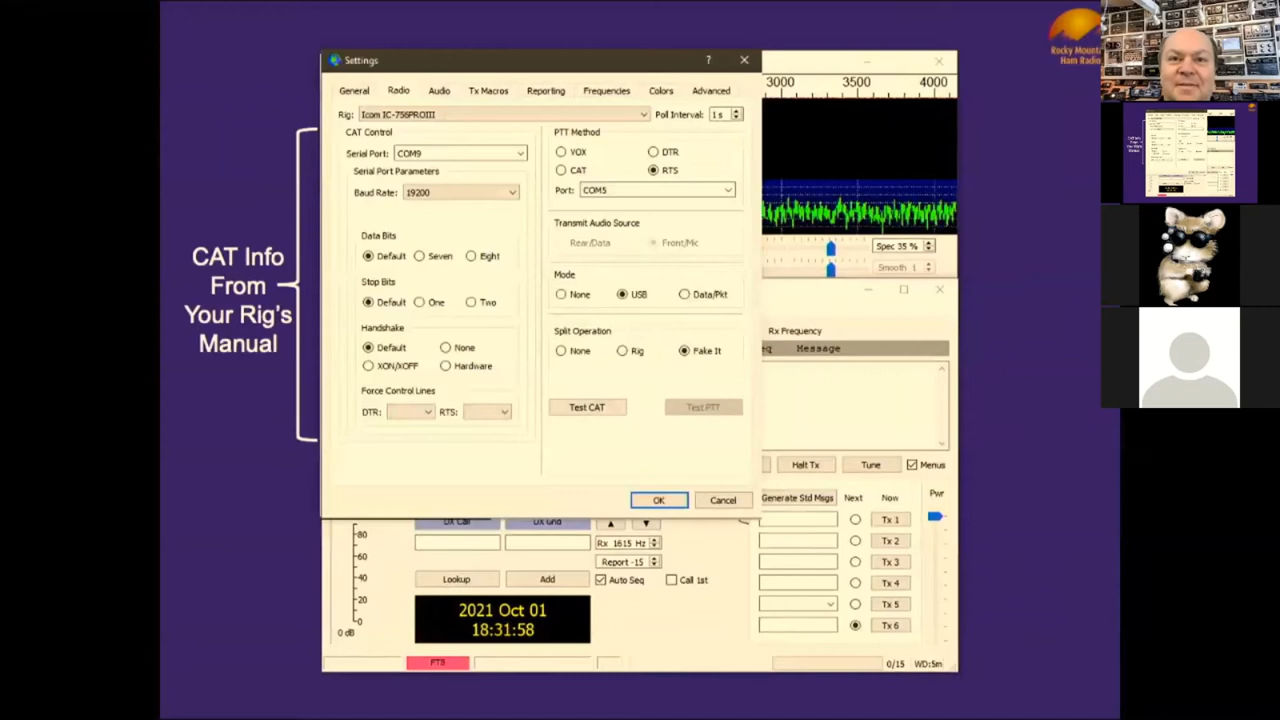 Rocky Mounta
Ham Radio
Settings
? ×
General Radio Audio Tx Macros Reporting Frequencies Colors Advanced
Rig: Icom IC-756PROIII Poll Interval: 1 s
CAT Control
Serial Port: COM9
Serial Port Parameters
Baud Rate: 19200
Data Bits
Default Seven Eight
Stop Bits
Default One Two
Handshake
Default None
XON/XOFF Hardware
Force Control Lines
DTR: RTS:
PTT Method
VOX DTR
CAT RTS
Port: COM5
Transmit Audio Source
Rear/Data Front/Mic
Mode
None USB Data/Pkt
Split Operation
None Rig Fake It
Test CAT Test PTT
OK Cancel
CAT Info
From
Your Rig's
Manual
3000 3500 4000
Spec 35 %
Smooth 1
Rx Frequency
Message
Halt Tx Tune Menus
Generate Std Msgs Next Now Pwr
Tx 1
Tx 2
Tx 3
Tx 4
Tx 5
Tx 6
DX Call DX Grid
Rx 1615 Hz
Report -15
Lookup Add Auto Seq Call 1st
80
60
40
20
0
0 dB
2021 Oct 01
18:31:58
FT8
0/15 WD:5m